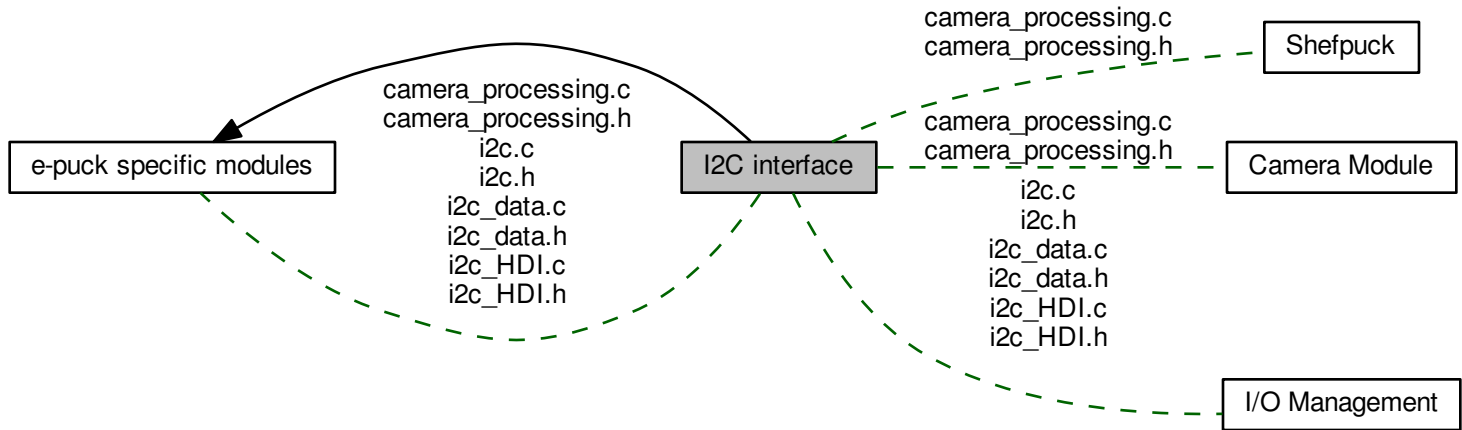 e-puck specific modules
camera_processing.c
camera_processing.h
i2c.c
i2c.h
i2c_data.c
i2c_data.h
i2c_HDI.c
i2c_HDI.h
I2C interface
camera_processing.c
camera_processing.h
Shefpuck
camera_processing.c
camera_processing.h
Camera Module
i2c.c
i2c.h
i2c_data.c
i2c_data.h
i2c_HDI.c
i2c_HDI.h
I/O Management